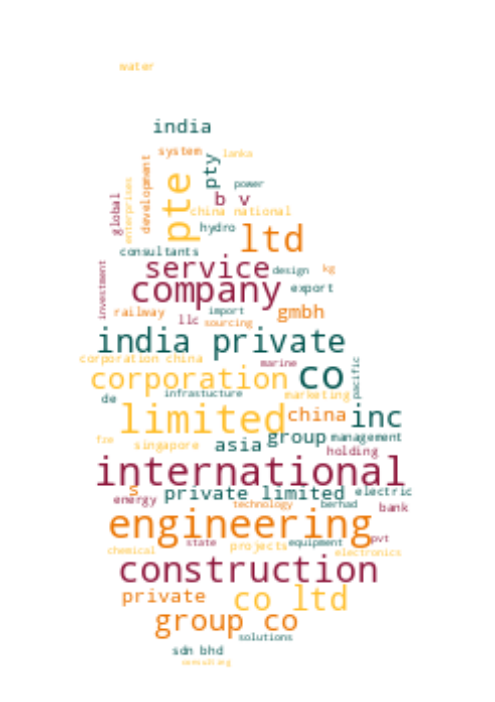 water
india
system
lanka
pty
power
development
enterprises
global
pte
b v
china national
hydro
ltd
consultants
service
design
kg
investment
company
export
railway
import
gmbh
llc
sourcing
india private
corporation china
marine
pacific
corporation
co
de
infrastucture
marketing
limited
china
inc
fze
singapore
asia
group
management
holding
international
s
private limited
electric
energy
technology
berhad
bank
engineering
state
projects
equipment
pvt
chemical
electronics
construction
private
co ltd
group co
solutions
sdn bhd
consulting